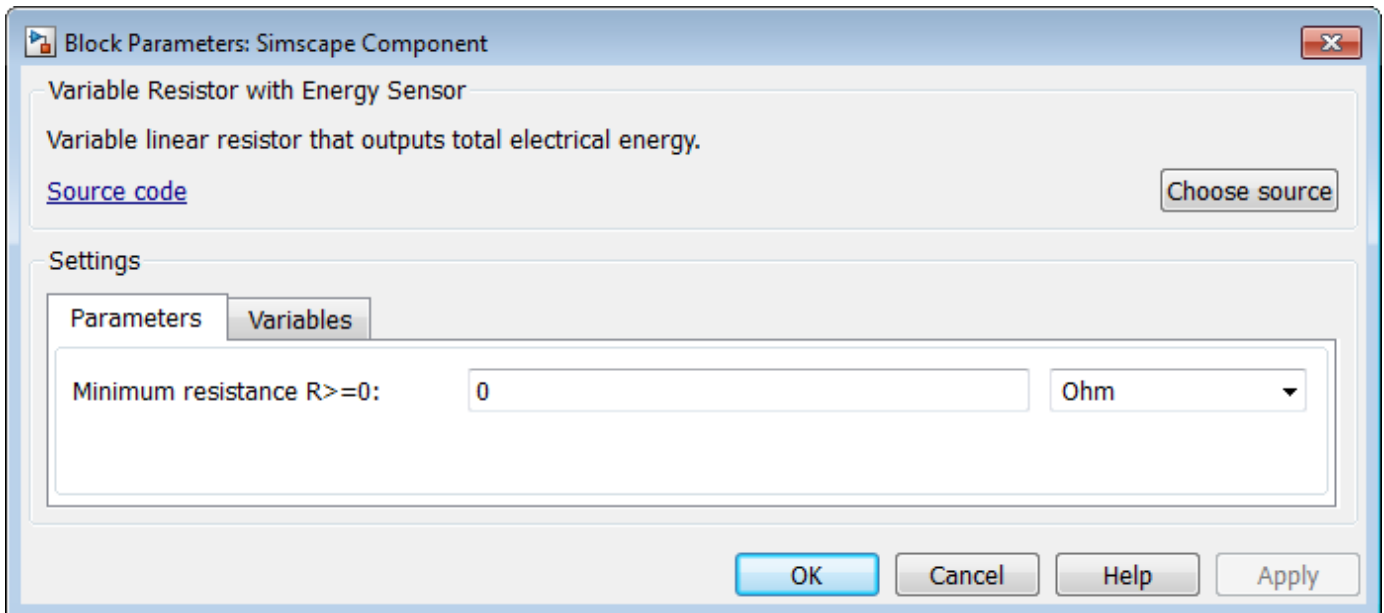 Block Parameters: Simscape Component
Variable Resistor with Energy Sensor
Variable linear resistor that outputs total electrical energy.
Source code
Choose source
Settings
Parameters
Variables
Minimum resistance R>=0:
0
Ohm
OK
Cancel
Help
Apply